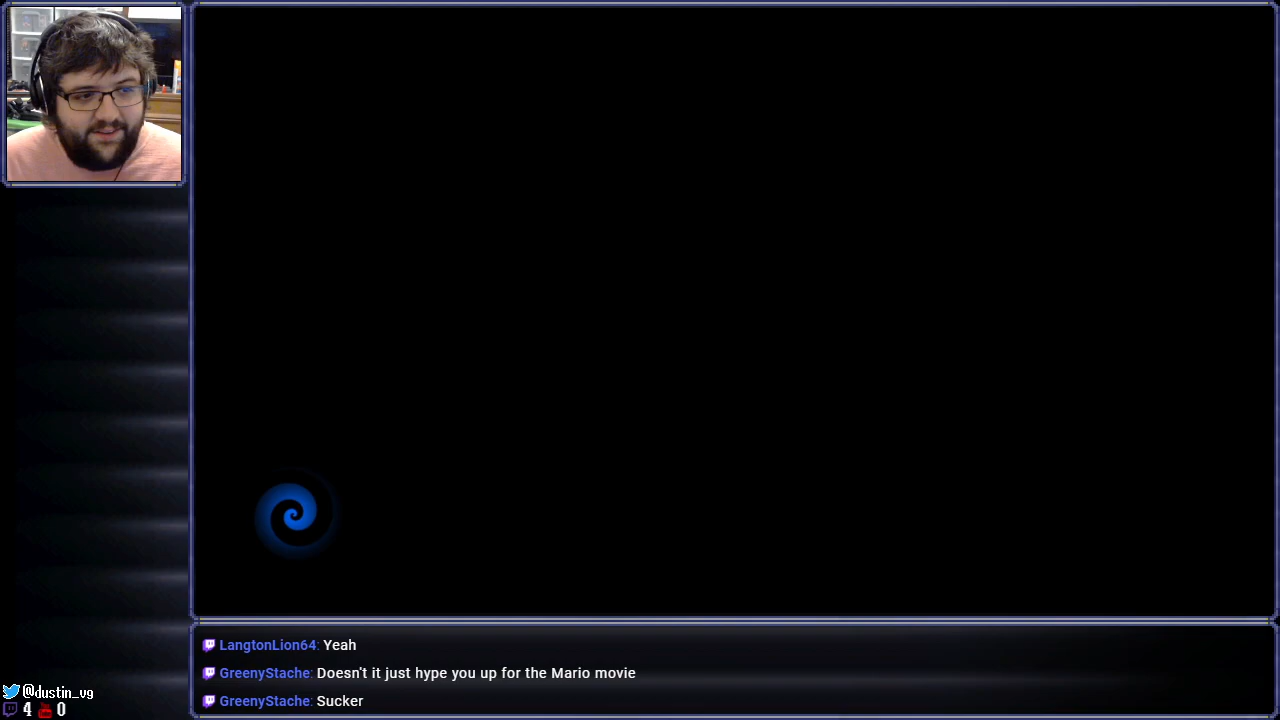 LangtonLion64: Yeah
GreenyStache: Doesn't it just hype you up for the Mario movie
GreenyStache: Sucker
@dustin_vg
4 0